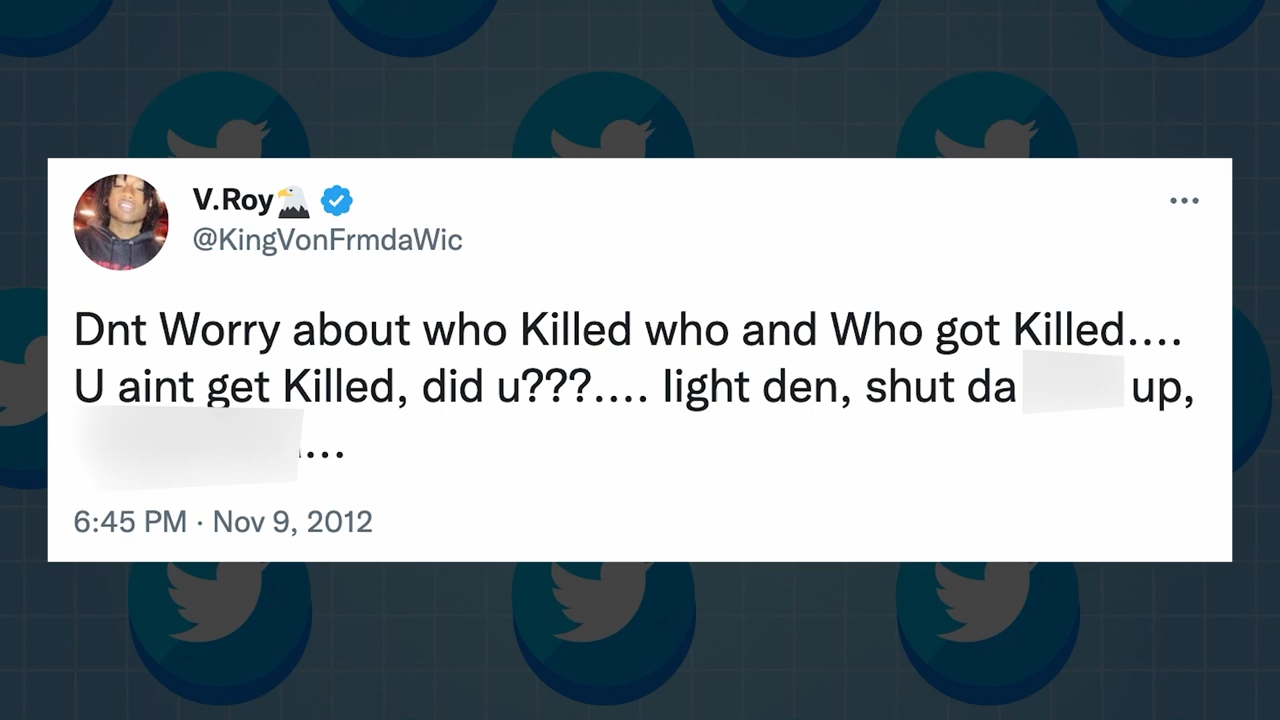 V.Roy🦅
@KingVonFrmdaWic
Dnt Worry about who Killed who and Who got Killed....
U aint get Killed, did u???.... Iight den, shut da up,
...
6:45 PM · Nov 9, 2012